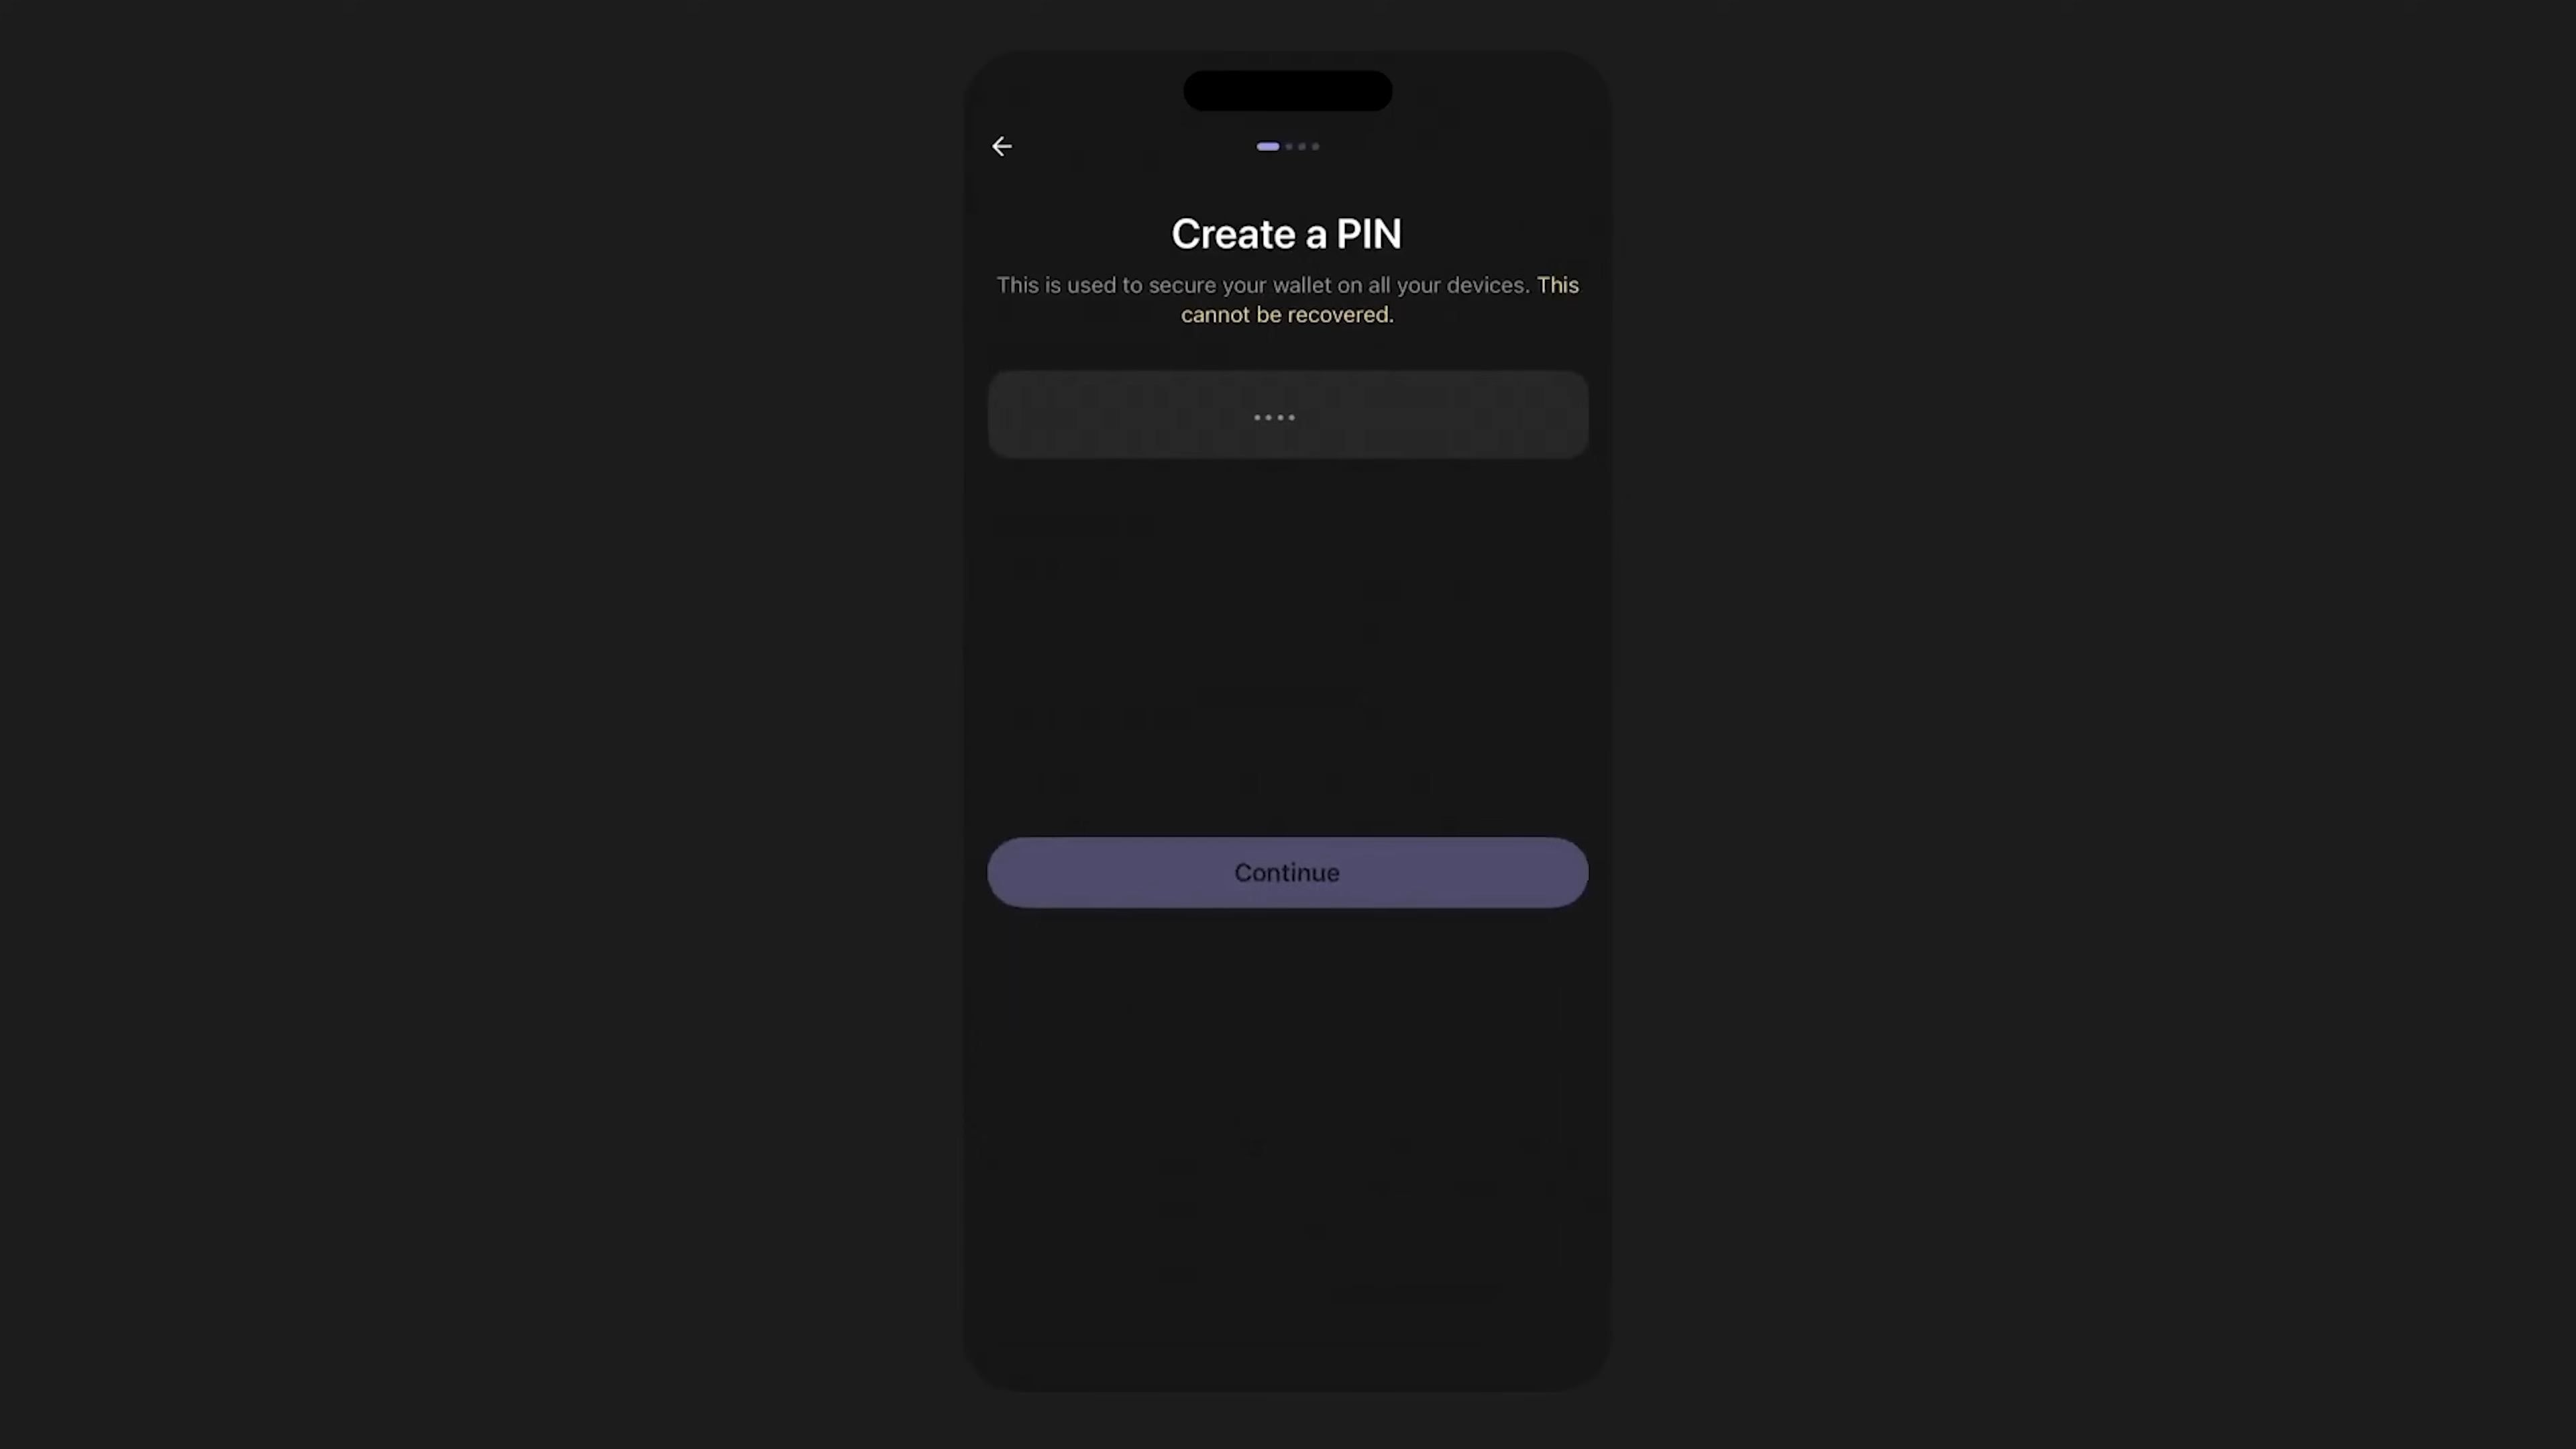 Create a PIN
This is used to secure your wallet on all your devices. This
cannot be recovered.
••••
Continue